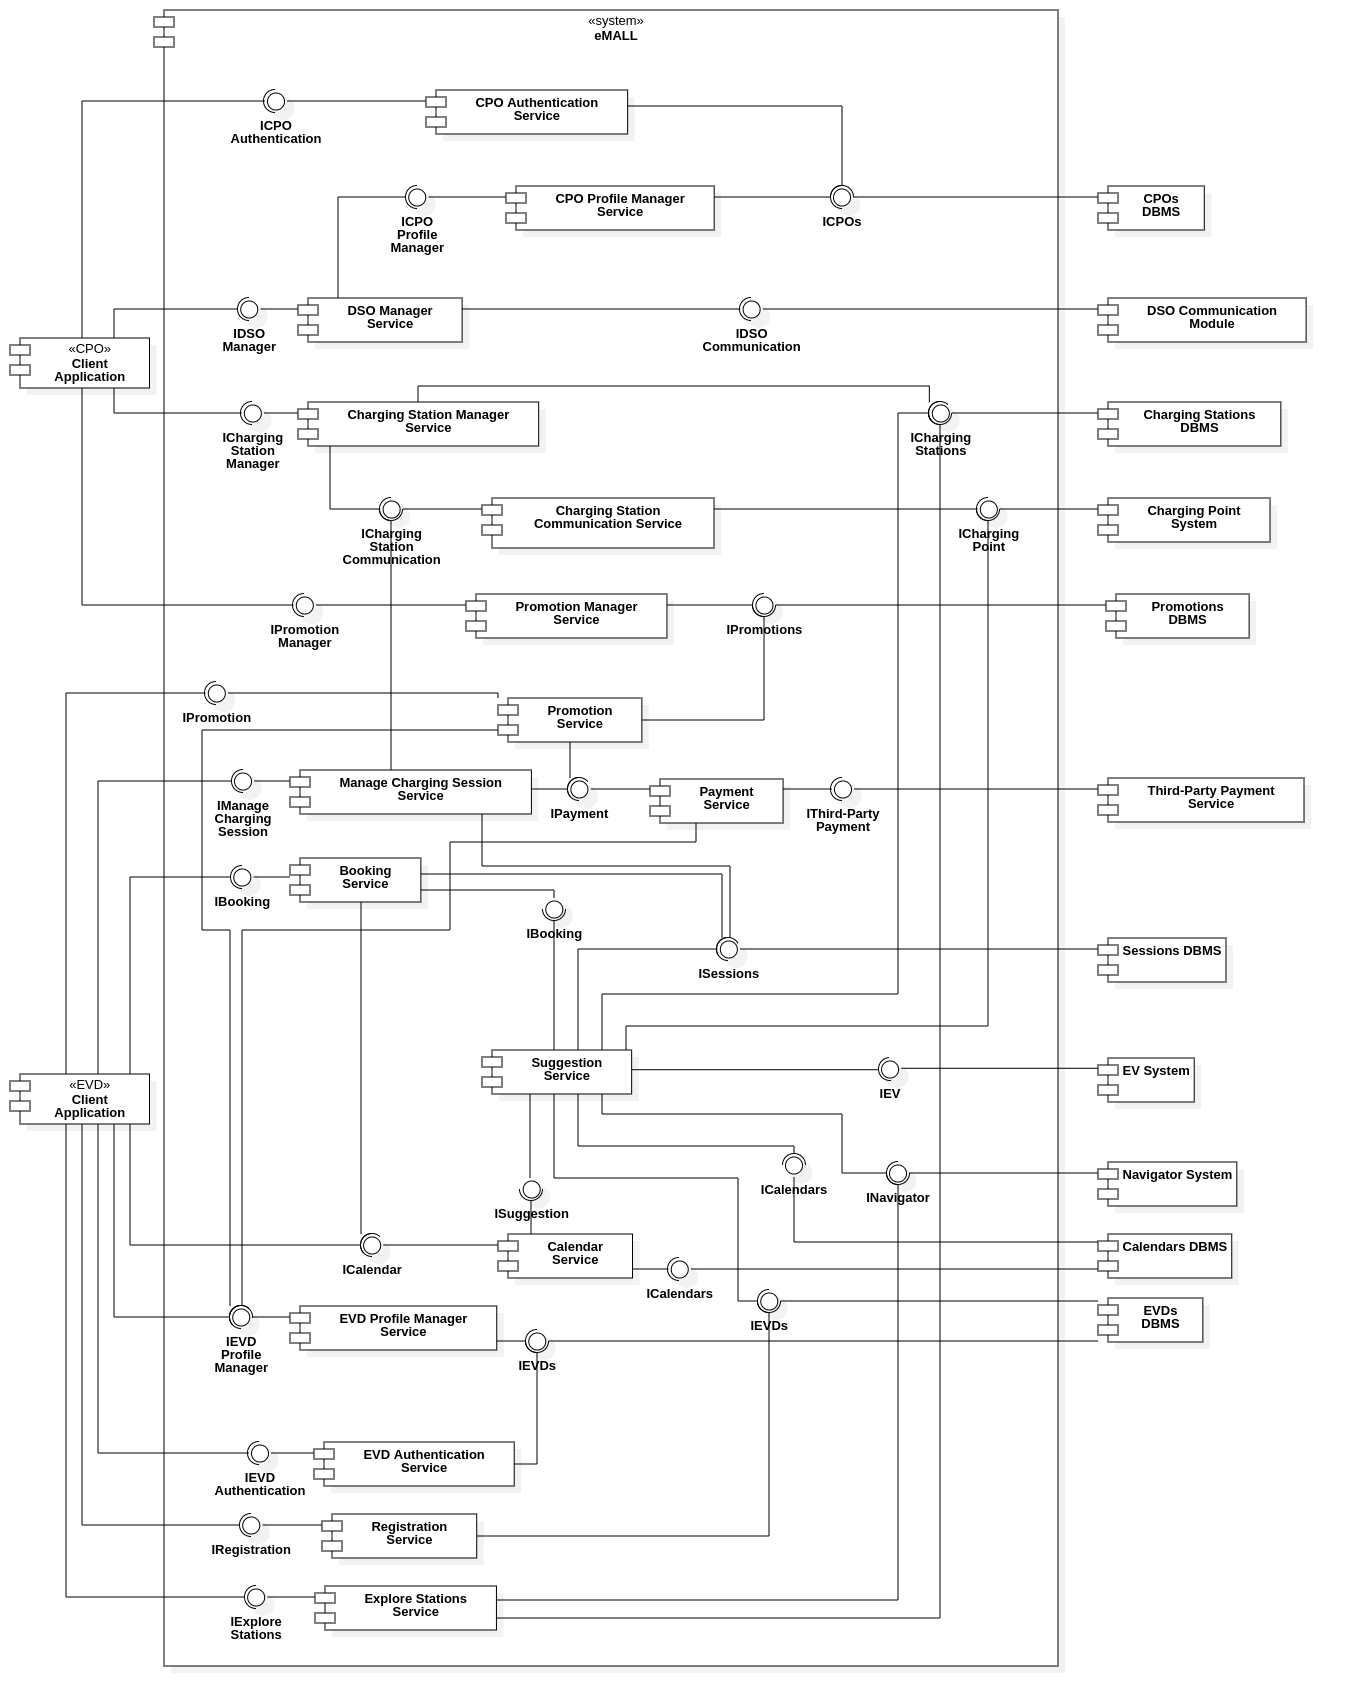 «system»
eMALL
CPO Authentication
Service
ICPO
Authentication
CPO Profile Manager
Service
ICPO
Profile
Manager
ICPOs
CPOs
DBMS
DSO Manager
Service
IDSO
Manager
IDSO
Communication
DSO Communication
Module
«CPO»
Client
Application
Charging Station Manager
Service
ICharging
Station
Manager
ICharging
Stations
Charging Stations
DBMS
Charging Station
Communication Service
ICharging
Station
Communication
ICharging
Point
Charging Point
System
Promotion Manager
Service
IPromotion
Manager
IPromotions
Promotions
DBMS
IPromotion
Promotion
Service
Manage Charging Session
Service
IManage
Charging
Session
IPayment
Payment
Service
IThird-Party
Payment
Third-Party Payment
Service
Booking
Service
IBooking
IBooking
ISessions
Sessions DBMS
Suggestion
Service
IEV
EV System
«EVD»
Client
Application
ICalendars
INavigator
Navigator System
ISuggestion
Calendar
Service
ICalendar
ICalendars
Calendars DBMS
EVD Profile Manager
Service
IEVD
Profile
Manager
IEVDs
IEVDs
EVDs
DBMS
EVD Authentication
Service
IEVD
Authentication
Registration
Service
IRegistration
Explore Stations
Service
IExplore
Stations